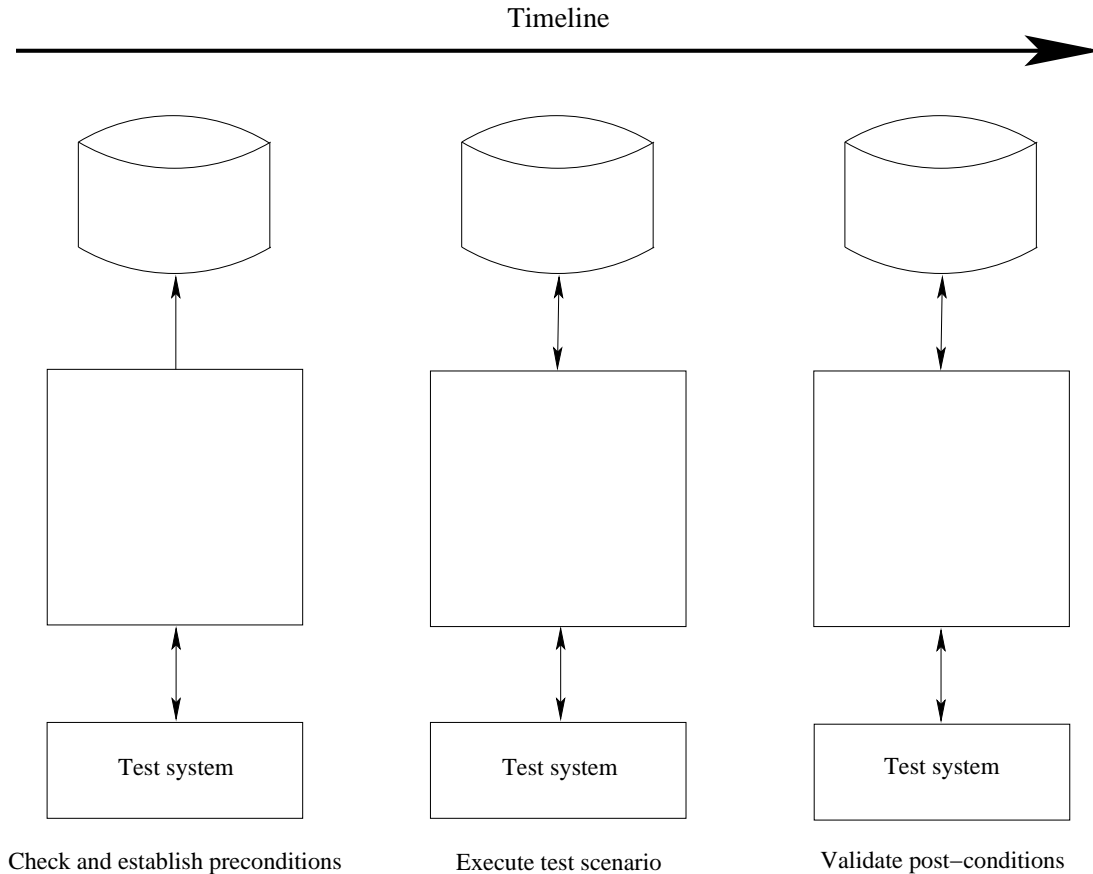 Timeline
Test system
Test system
Test system
Check and establish preconditions
Execute test scenario
Validate post−conditions